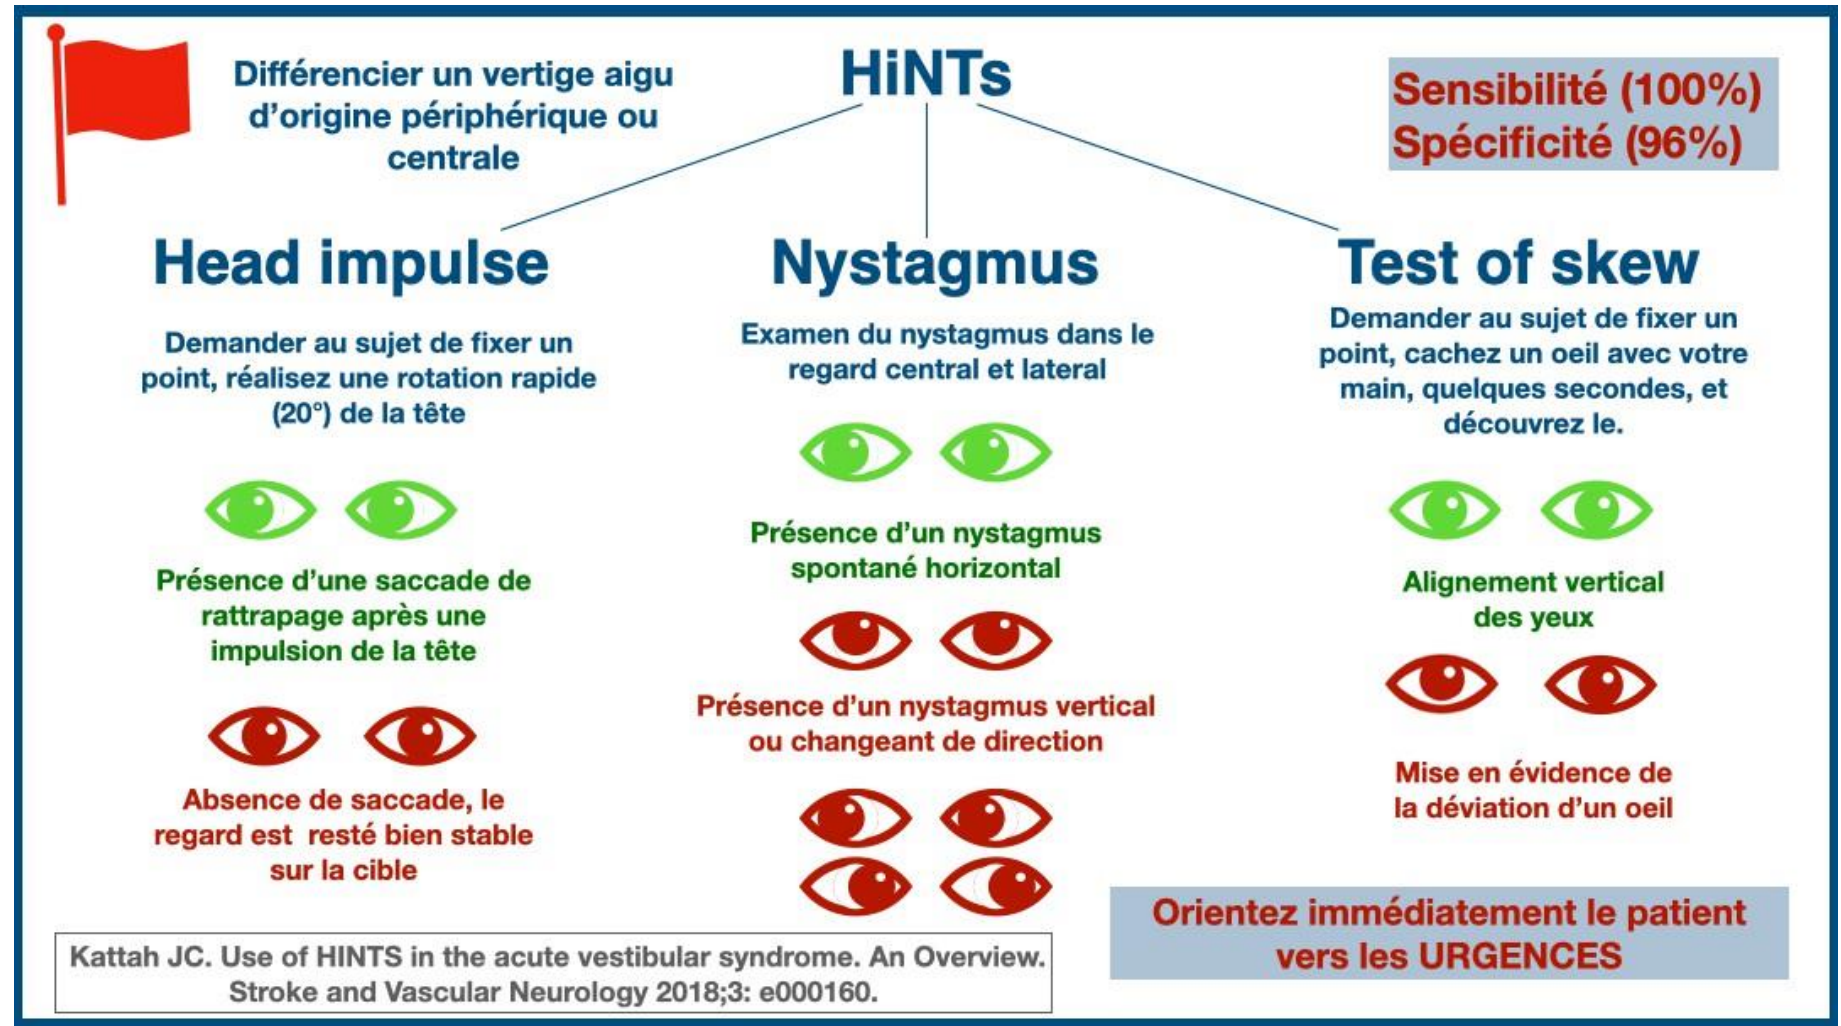 Différencier un vertige aigu
d'origine périphérique ou
centrale
HiNTs
Sensibilité (100%)
Spécificité (96%)
Head impulse
Demander au sujet de fixer un
point, réalisez une rotation rapide
(20°) de la tête
Présence d'une saccade de
rattrapage après une
impulsion de la tête
Absence de saccade, le
regard est resté bien stable
sur la cible
Nystagmus
Examen du nystagmus dans le
regard central et lateral
Présence d'un nystagmus
spontané horizontal
Présence d'un nystagmus vertical
ou changeant de direction
Test of skew
Demander au sujet de fixer un
point, cachez un oeil avec votre
main, quelques secondes, et
découvrez le.
Alignement vertical
des yeux
Mise en évidence de
la déviation d'un oeil
Orientez immédiatement le patient
vers les URGENCES
Kattah JC. Use of HINTS in the acute vestibular syndrome. An Overview.
Stroke and Vascular Neurology 2018;3: e000160.